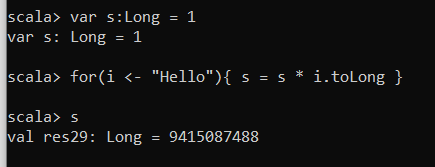 scala> var s:Long = 1
var s: Long = 1
scala> for(i <- "Hello"){ s = s * i.toLong }
scala> s
val res29: Long = 9415087488